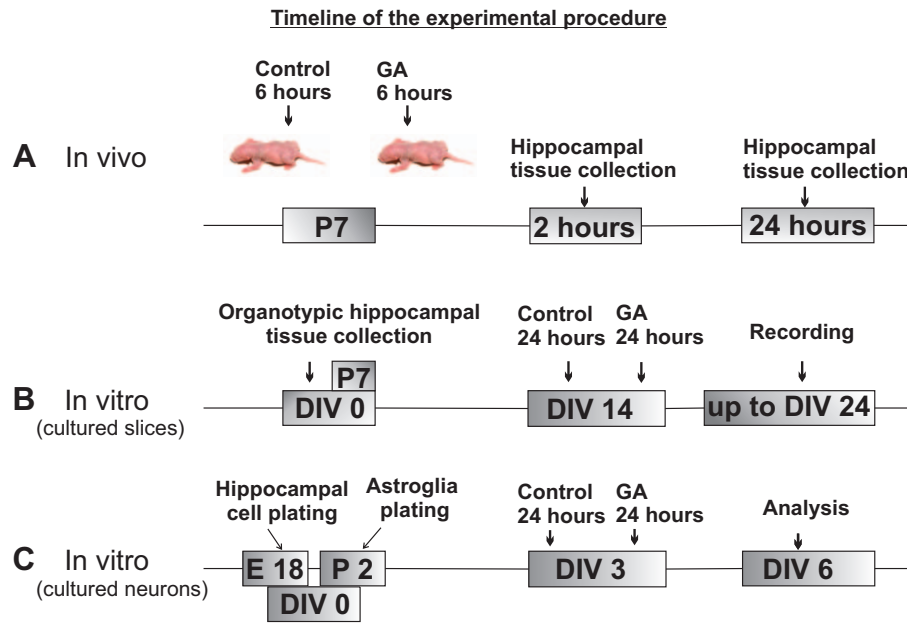 Timeline of the experimental procedure
Control
6 hours
GA
6 hours
A In vivo
Hippocampal
tissue collection
Hippocampal
tissue collection
P7
2 hours
24 hours
Organotypic hippocampal
tissue collection
Control
24 hours
GA
24 hours
Recording
B In vitro
(cultured slices)
P7
DIV 0
DIV 14
up to DIV 24
Hippocampal
cell plating
Astroglia
plating
Control
24 hours
GA
24 hours
Analysis
C In vitro
(cultured neurons)
E 18
P 2
DIV 0
DIV 3
DIV 6